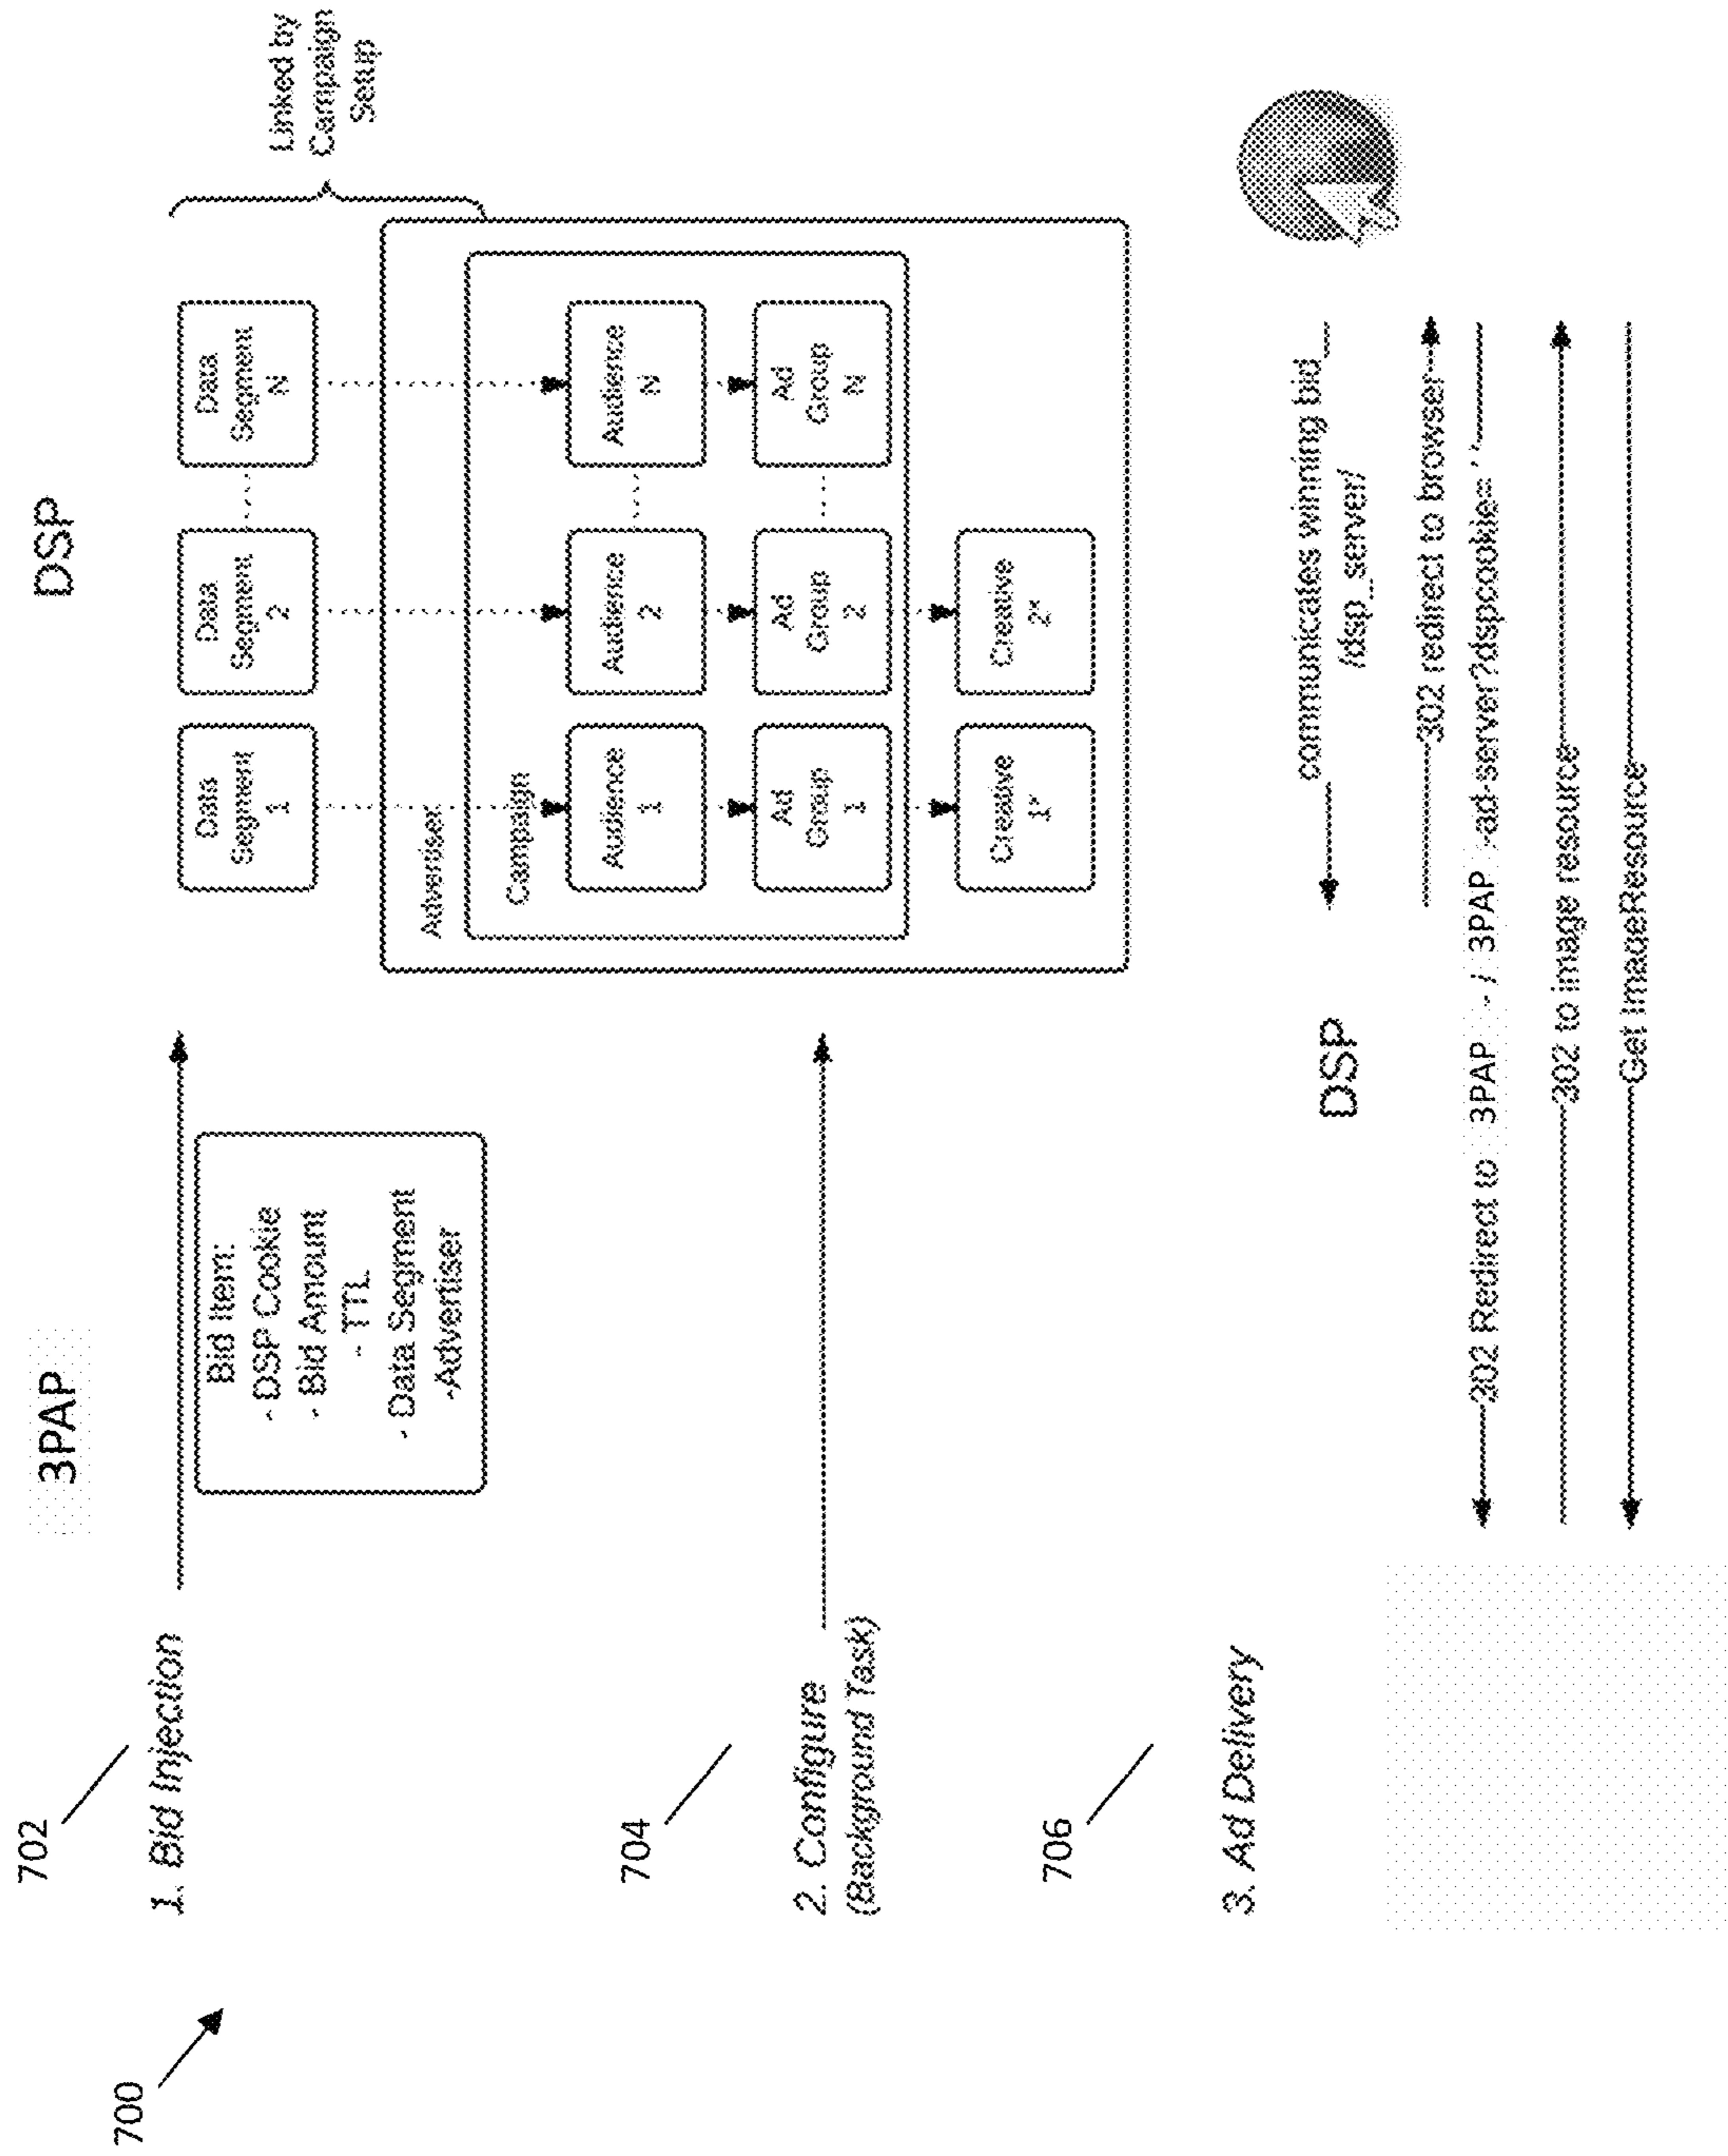 700
702
3PAP
DSP
1. Bid Injection
Bid Item:
- DSP Cookie
- Bid Amount
- TTL
- Data Segment
-Advertiser
Data
Segment
1
Data
Segment
2
Data
Segment
N
Linked by
Campaign
Setup
Advertiser
Campaign
Audience
1
Audience
2
Audience
N
704
2. Configure
(Background Task)
Ad
Group
1
Ad
Group
2
Ad
Group
N
Creative
Creative
706
3. Ad Delivery
DSP
communicates winning bid
/dsp_server/
302 redirect to browser
302 Redirect to 3PAP - / 3PAP -ad-server?dspcookie=''
302 to image resource
Get ImageResource